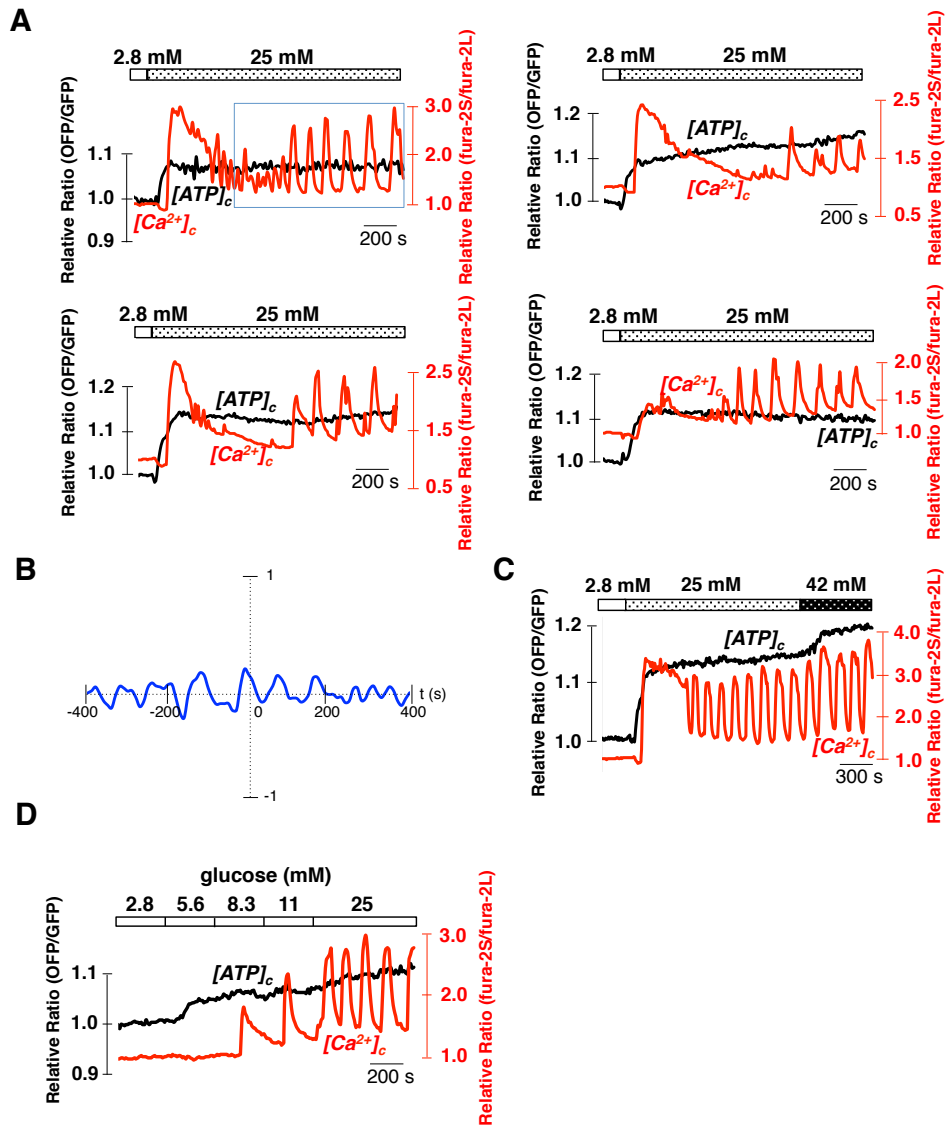 A
2.8 mM 25 mM
Relative Ratio (OFP/GFP)
1.1
1.0
0.9
[ATP]c
[Ca2+]c
3.0
2.0
1.0
Relative Ratio (fura-2S/fura-2L)
200 s
2.8 mM 25 mM
Relative Ratio (OFP/GFP)
1.2
1.1
1.0
[ATP]c
[Ca2+]c
2.5
1.5
0.5
Relative Ratio (fura-2S/fura-2L)
200 s
2.8 mM 25 mM
Relative Ratio (OFP/GFP)
1.2
1.1
1.0
[ATP]c
[Ca2+]c
2.5
1.5
0.5
Relative Ratio (fura-2S/fura-2L)
200 s
2.8 mM 25 mM
Relative Ratio (OFP/GFP)
1.2
1.1
1.0
[Ca2+]c
[ATP]c
2.0
1.5
1.0
Relative Ratio (fura-2S/fura-2L)
200 s
B
1
t (s)
-400 -200 0 200 400
-1
C
2.8 mM 25 mM 42 mM
Relative Ratio (OFP/GFP)
1.2
1.1
1.0
[ATP]c
[Ca2+]c
4.0
3.0
2.0
1.0
Relative Ratio (fura-2S/fura-2L)
300 s
D
glucose (mM)
2.8 5.6 8.3 11 25
Relative Ratio (OFP/GFP)
1.1
1.0
0.9
[ATP]c
[Ca2+]c
3.0
2.0
1.0
Relative Ratio (fura-2S/fura-2L)
200 s